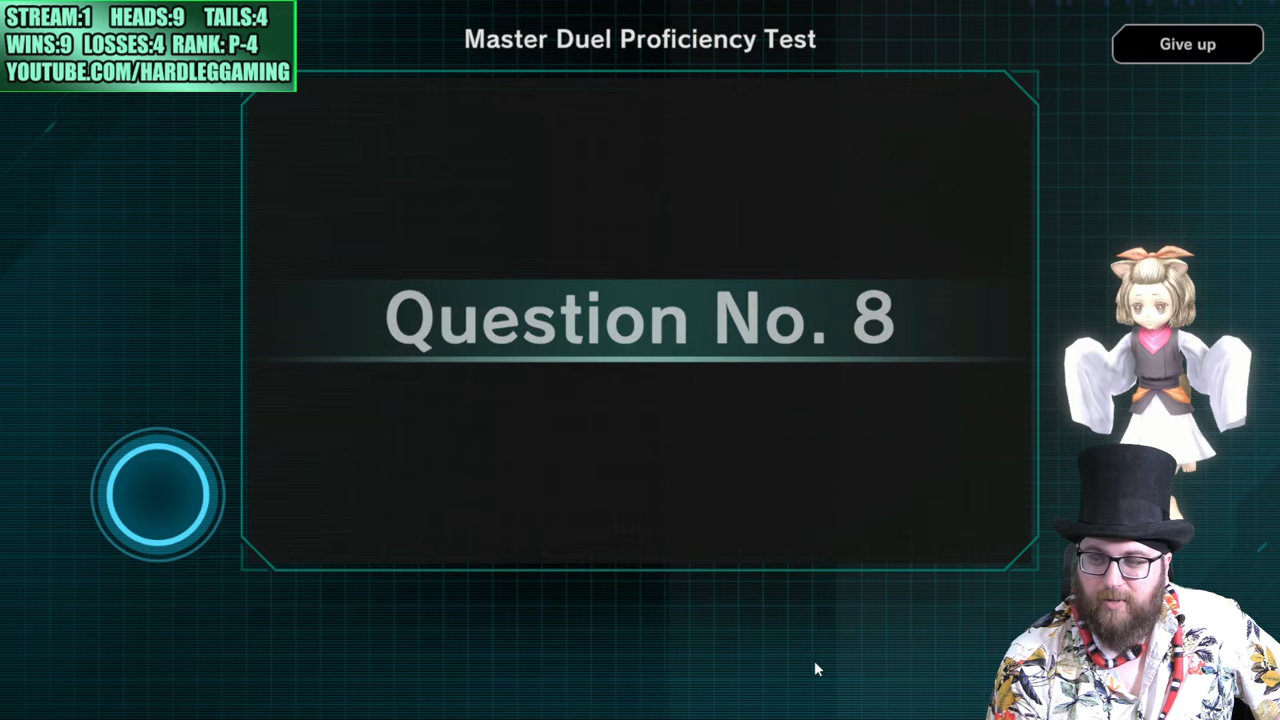 STREAM:1 HEADS:9 TAILS:4
WINS:9 LOSSES:4 RANK: P-4
YOUTUBE.COM/HARDLEGGAMING
Master Duel Proficiency Test
Give up
Question No. 8